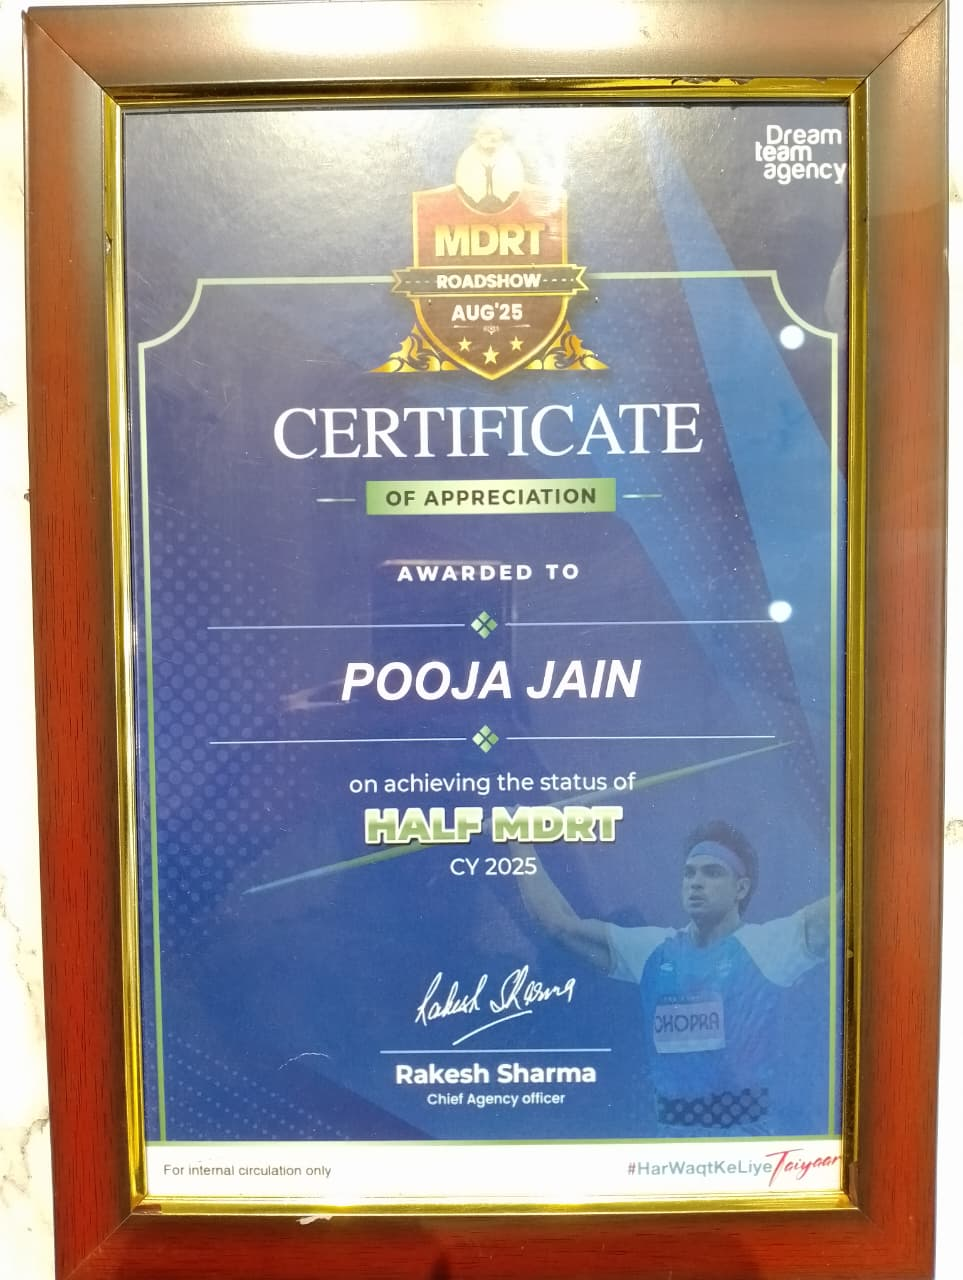 Dream
team
agency
MDRT
ROADSHOW
AUG'25
CERTIFICATE
OF APPRECIATION
AWARDED TO
POOJA JAIN
on achieving the status of
HALF MDRT
CY 2025
CHOPRA
Rakesh Sharma
Rakesh Sharma
Chief Agency officer
For internal circulation only
#HarWaqtKeLiyeTaiyaar